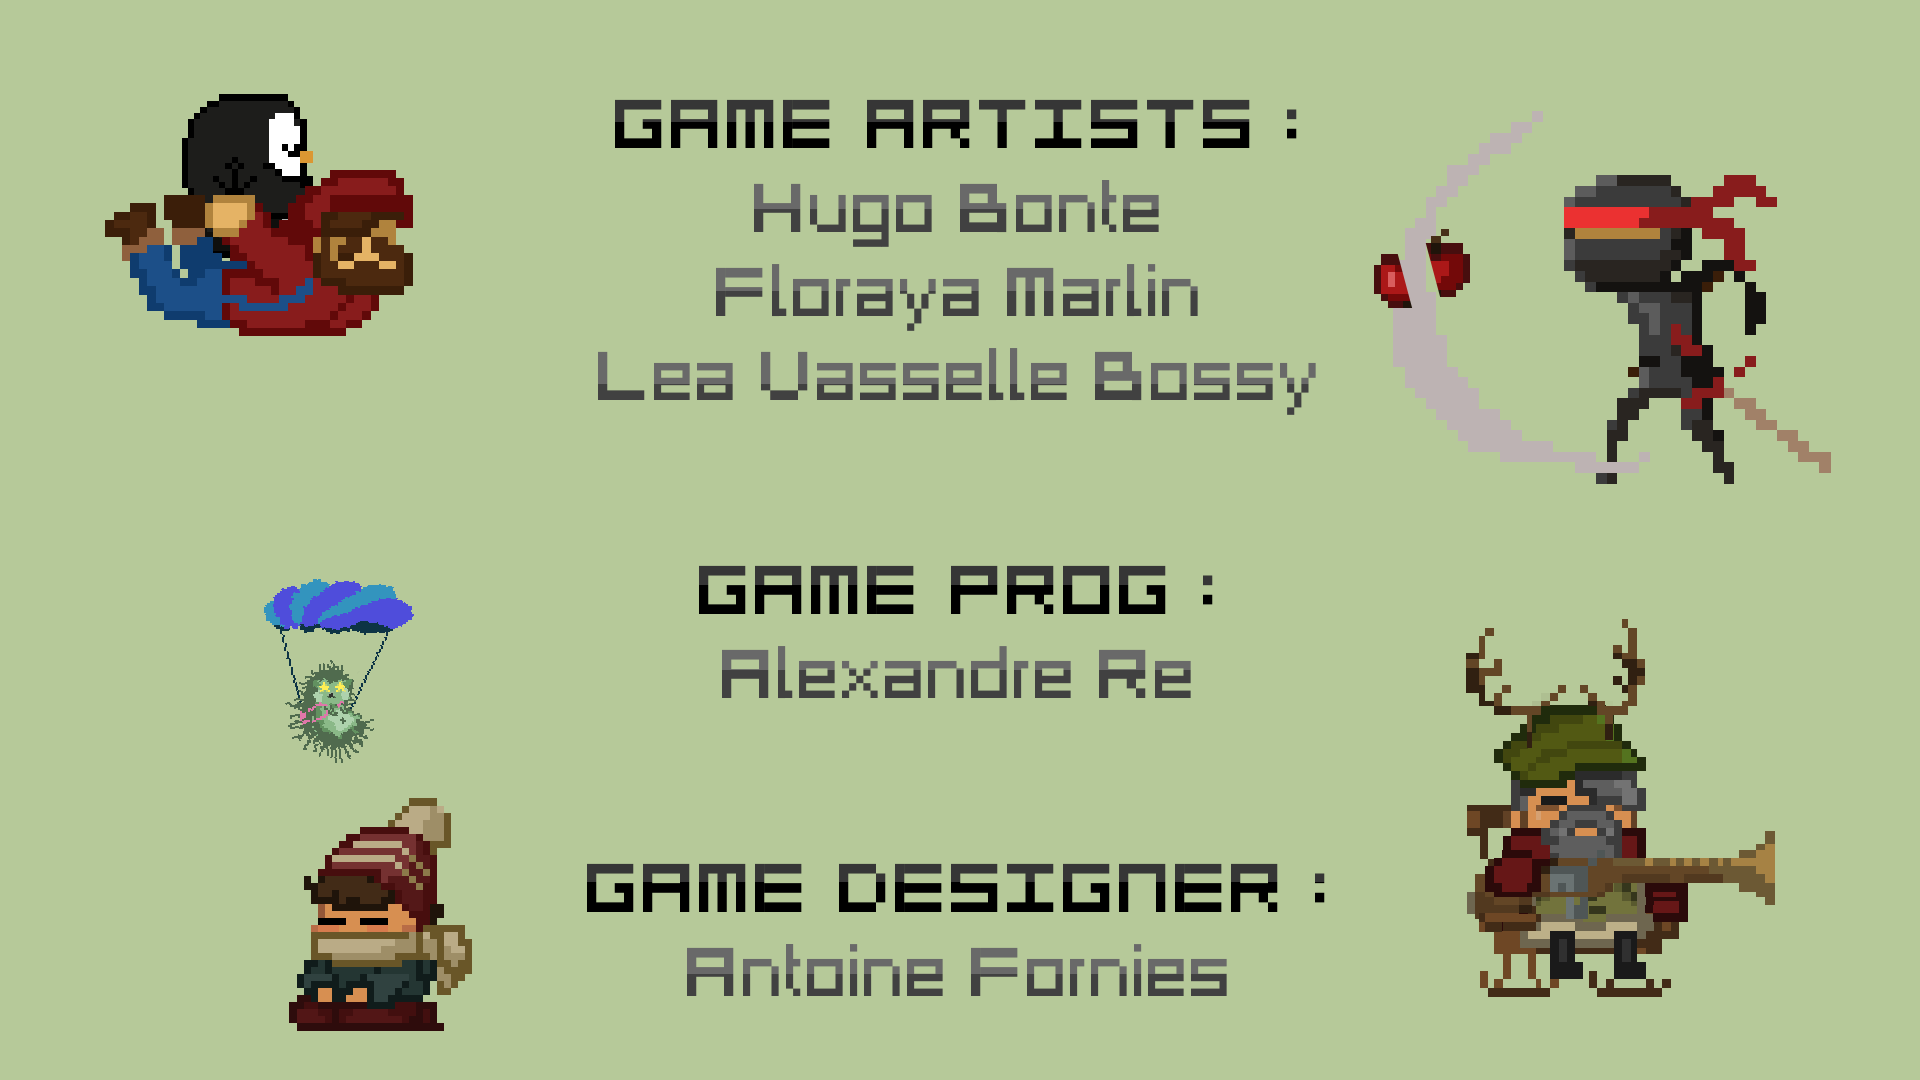 GAME ARTISTS :
Hugo Bonte
Floraya Marlin
Lea Vasselle Bossy
GAME PROG :
Alexandre Re
GAME DESIGNER :
Antoine Fornies